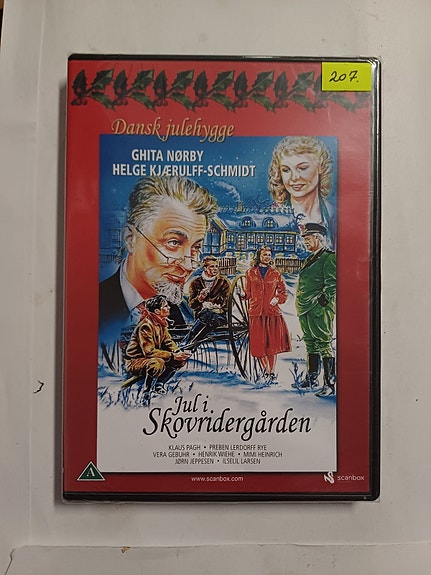 207.
Dansk julehygge
GHITA NØRBY
HELGE KJÆRULFF-SCHMIDT
Jul i
Skovridergården
KLAUS PAGH • PREBEN LERDORFF RYE
VERA GEBUHR • HENRIK WIEHE • MIMI HEINRICH
JØRN JEPPESEN • ILSELIL LARSEN
A
www.scanbox.com
scanbox